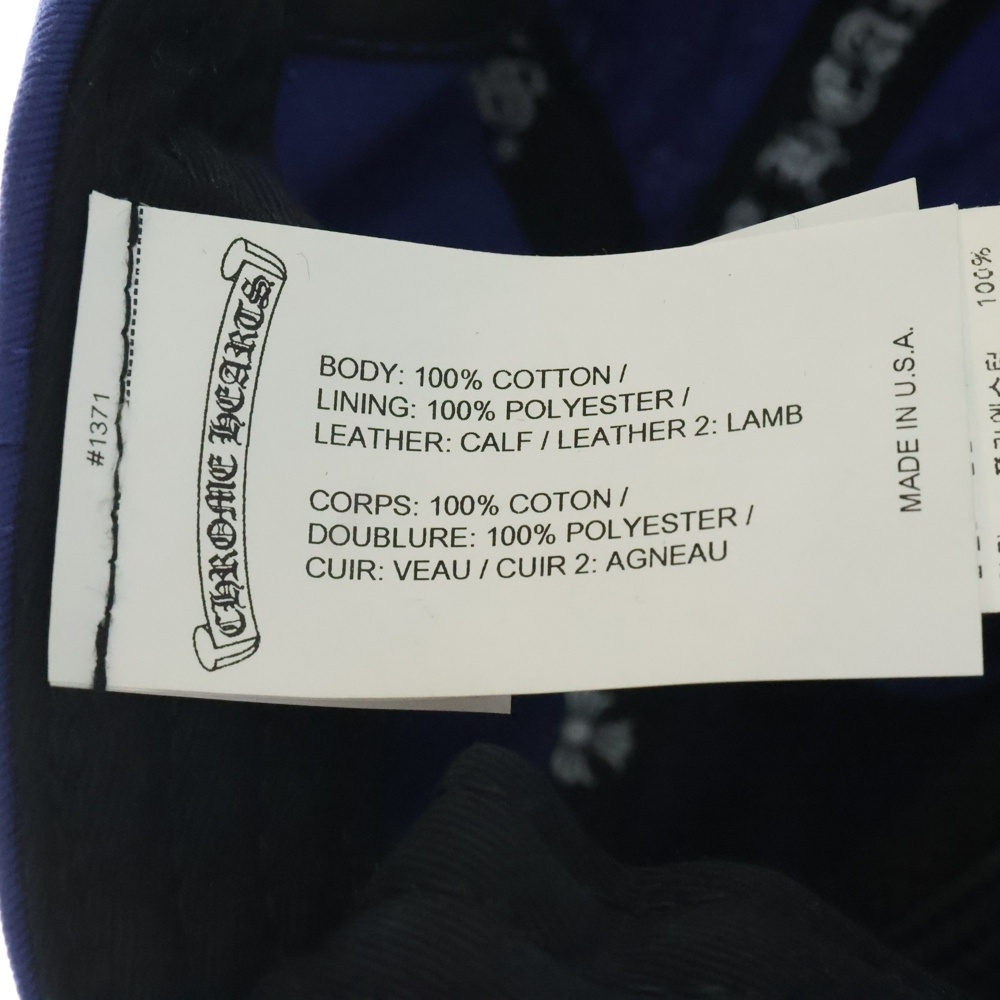 #1371
CHROME HEARTS
BODY: 100% COTTON /
LINING: 100% POLYESTER /
LEATHER: CALF / LEATHER 2: LAMB
CORPS: 100% COTON /
DOUBLURE: 100% POLYESTER /
CUIR: VEAU / CUIR 2: AGNEAU
MADE IN U.S.A.
100%